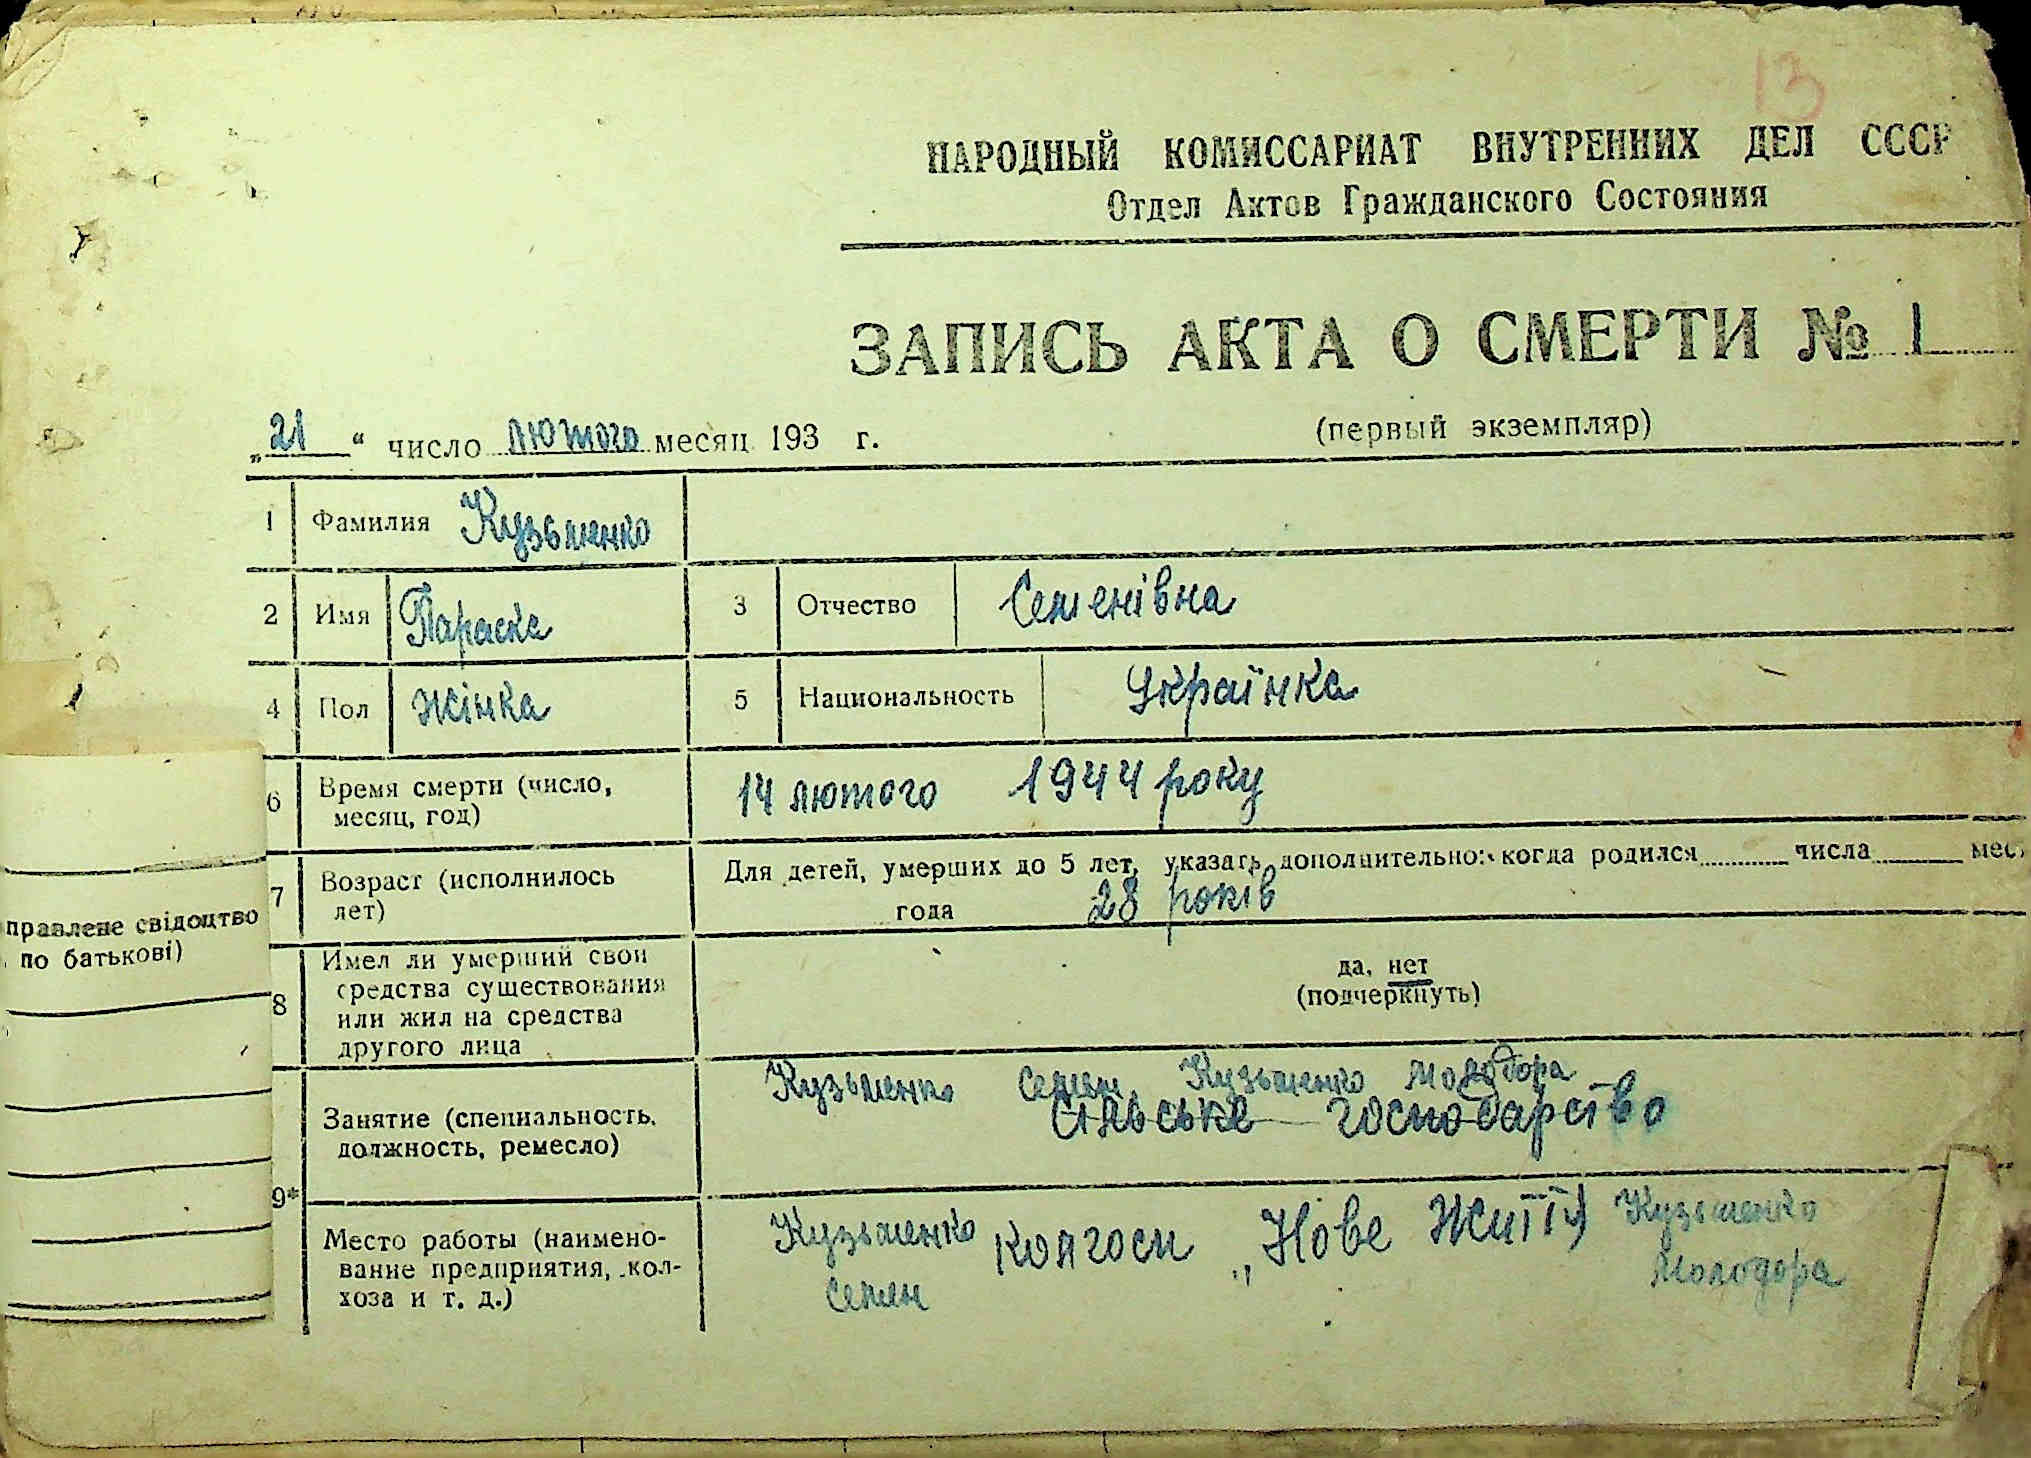 13
НАРОДНЫЙ КОМИССАРИАТ ВНУТРЕННИХ ДЕЛ СССР
Отдел Актов Гражданского Состояния
ЗАПИСЬ АКТА О СМЕРТИ № 1
„21“ число лютого месяц 193 г.
(первый экземпляр)
1 Фамилия Кузьменко
2 Имя Параска 3 Отчество Семенівна
4 Пол жінка 5 Национальность Українка
6 Время смерти (число, месяц, год) 14 лютого 1944 року
7 Возраст (исполнилось лет) Для детей, умерших до 5 лет, указать дополнительно: когда родился числа мес.
года 28 років
правлене свідоцтво
по батькові)
8 Имел ли умерший свои средства существования или жил на средства другого лица
да, нет
(подчеркнуть)
9*
Занятие (специальность, должность, ремесло)
Кузьменко Семен, Кузьменко Молодора
Сільське господарство
Место работы (наименование предприятия, колхоза и т. д.)
Кузьменко Семен
колгосп „Нове Життя
Кузьменко Молодора